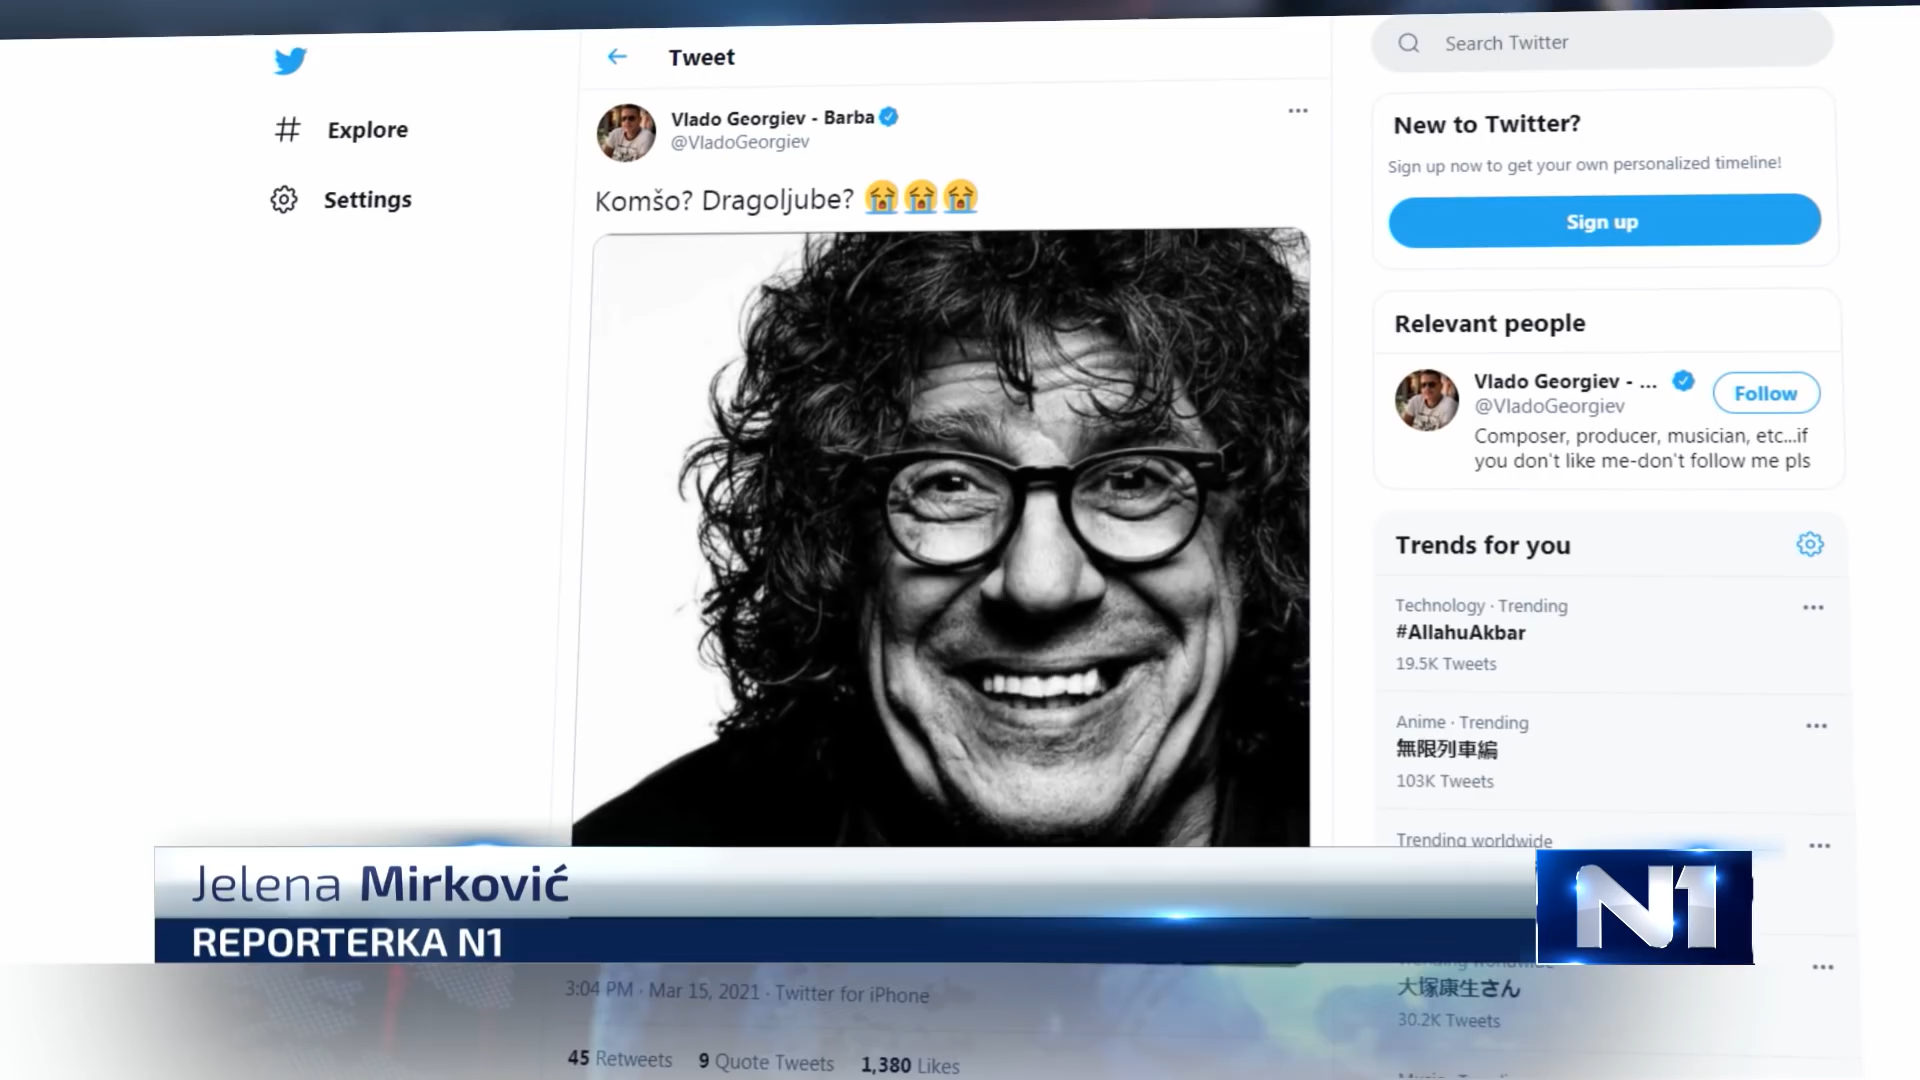 Explore
Settings
Tweet
Vlado Georgiev - Barba
@VladoGeorgiev
Komšo? Dragoljube? 😭😭😭
3:04 PM · Mar 15, 2021 · Twitter for iPhone
45 Retweets 9 Quote Tweets 1,380 Likes
Search Twitter
New to Twitter?
Sign up now to get your own personalized timeline!
Sign up
Relevant people
Vlado Georgiev - ...
@VladoGeorgiev
Follow
Composer, producer, musician, etc...if
you don't like me-don't follow me pls
Trends for you
Technology · Trending
#AllahuAkbar
19.5K Tweets
Anime · Trending
無限列車編
103K Tweets
Trending worldwide
Trending worldwide
大塚康生さん
30.2K Tweets
Jelena Mirković
REPORTERKA N1
N1